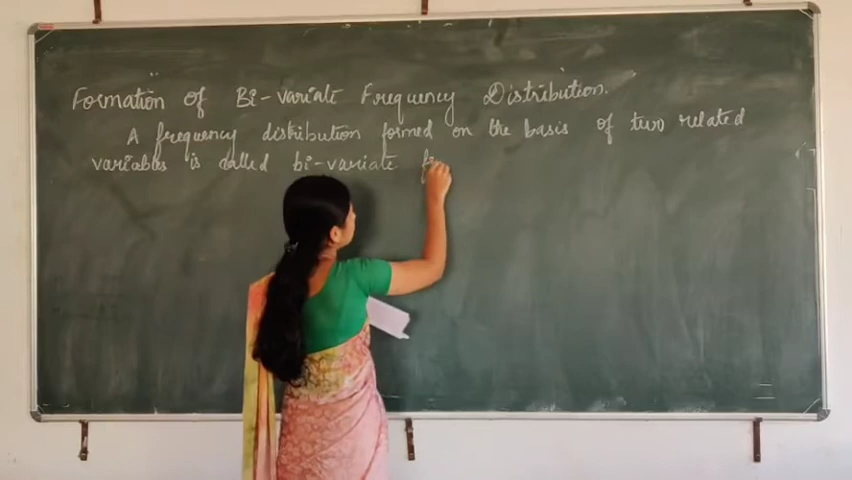 Formation of Bi-variate Frequency Distribution.
A frequency distribution formed on the basis of two related
variables is called bi-variate